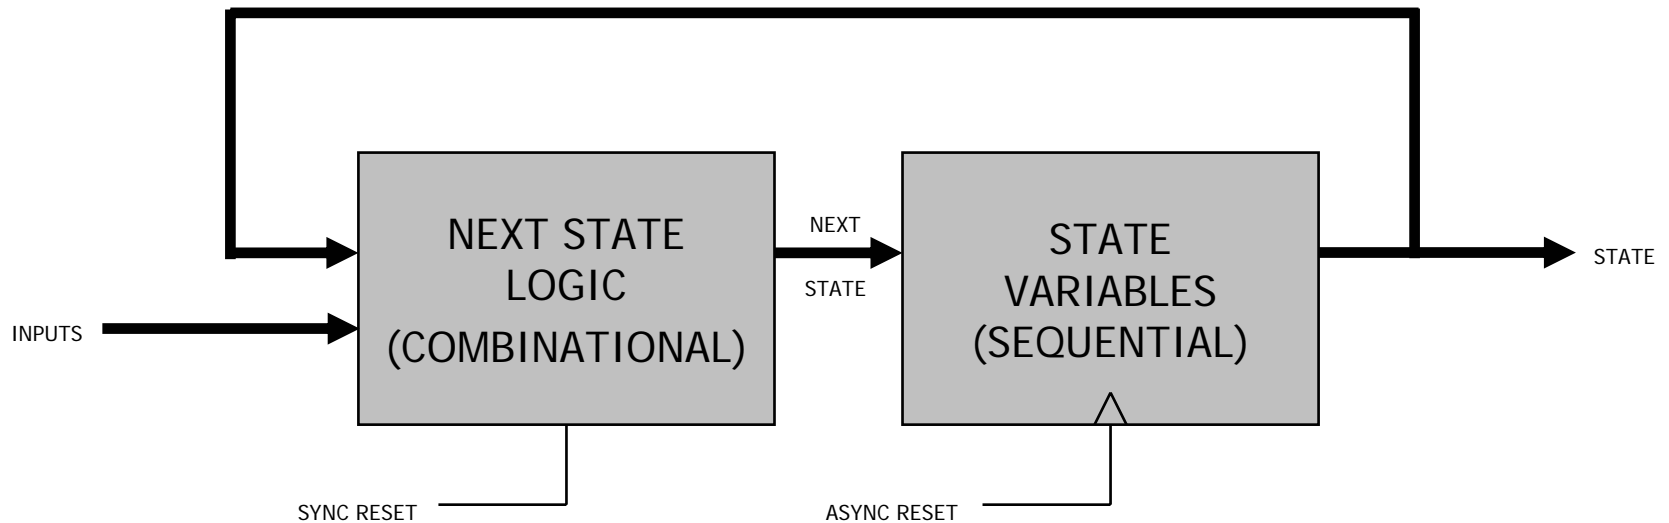 NEXT STATE
LOGIC
(COMBINATIONAL)
NEXT
STATE
STATE
VARIABLES
(SEQUENTIAL)
STATE
INPUTS
SYNC RESET
ASYNC RESET